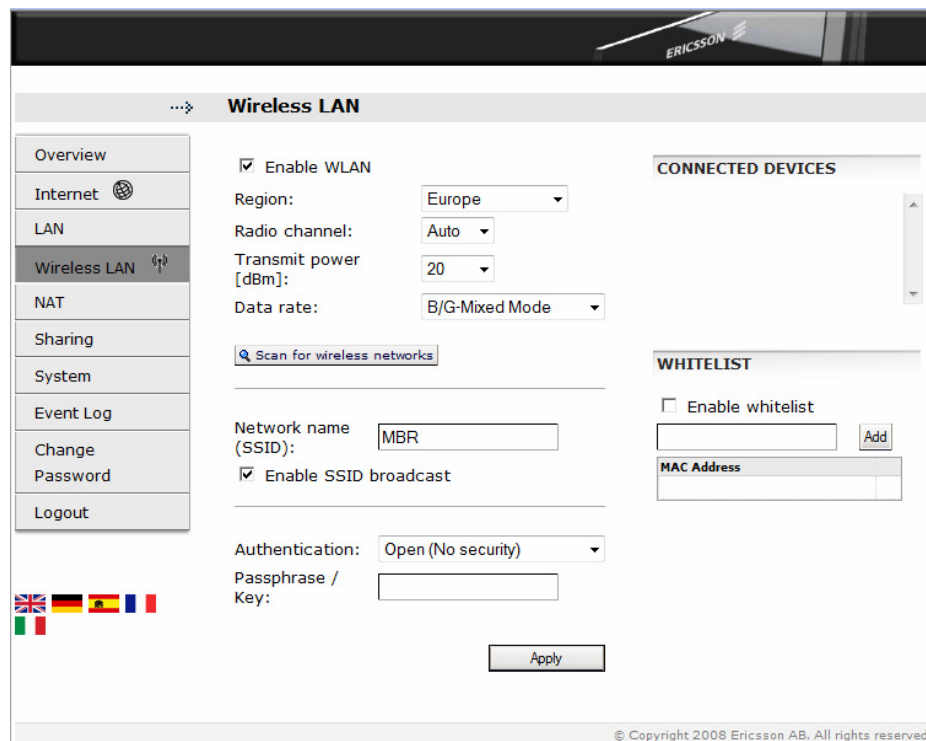 ERICSSON
Wireless LAN
Overview
Internet
LAN
Wireless LAN
NAT
Sharing
System
Event Log
Change
Password
Logout
Enable WLAN
Region: Europe
Radio channel: Auto
Transmit power
[dBm]: 20
Data rate: B/G-Mixed Mode
Scan for wireless networks
Network name
(SSID): MBR
Enable SSID broadcast
Authentication: Open (No security)
Passphrase /
Key:
Apply
CONNECTED DEVICES
WHITELIST
Enable whitelist
Add
MAC Address
© Copyright 2008 Ericsson AB. All rights reserved